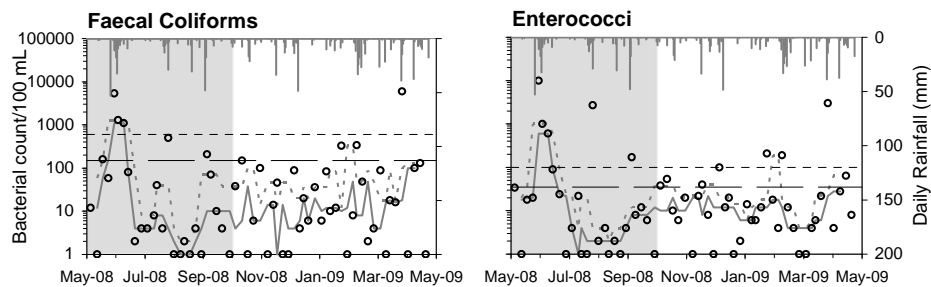 Faecal Coliforms
Enterococci
Bacterial count/100 mL
100000
10000
1000
100
10
1
May-08 Jul-08 Sep-08 Nov-08 Jan-09 Mar-09 May-09
May-08 Jul-08 Sep-08 Nov-08 Jan-09 Mar-09 May-09
0
50
100
150
200
Daily Rainfall (mm)